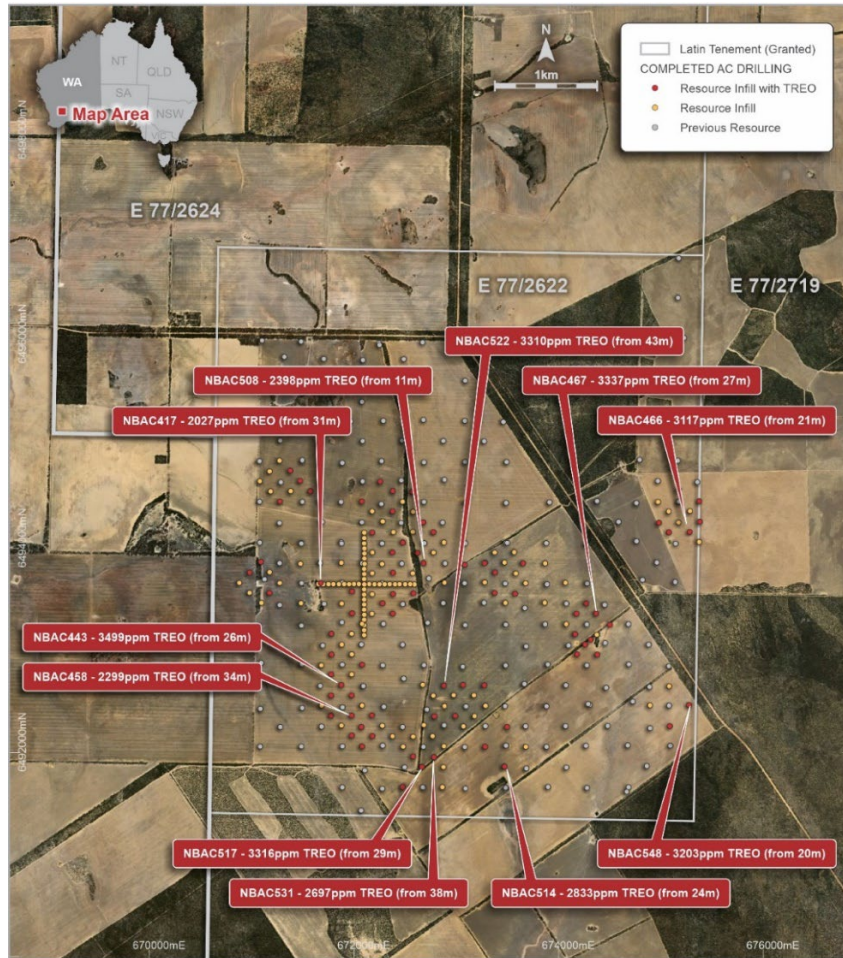 N
1km
Latin Tenement (Granted)
COMPLETED AC DRILLING
Resource Infill with TREO
Resource Infill
Previous Resource
NT
QLD
WA
SA
NSW
Map Area
E 77/2624
E 77/2622
E 77/2719
NBAC522 - 3310ppm TREO (from 43m)
NBAC508 - 2398ppm TREO (from 11m)
NBAC467 - 3337ppm TREO (from 27m)
NBAC417 - 2027ppm TREO (from 31m)
NBAC466 - 3117ppm TREO (from 21m)
NBAC443 - 3499ppm TREO (from 26m)
NBAC458 - 2299ppm TREO (from 34m)
6492000mN
NBAC517 - 3316ppm TREO (from 29m)
NBAC548 - 3203ppm TREO (from 20m)
NBAC531 - 2697ppm TREO (from 38m)
NBAC514 - 2833ppm TREO (from 24m)
670000mE
672000mE
674000mE
676000mE